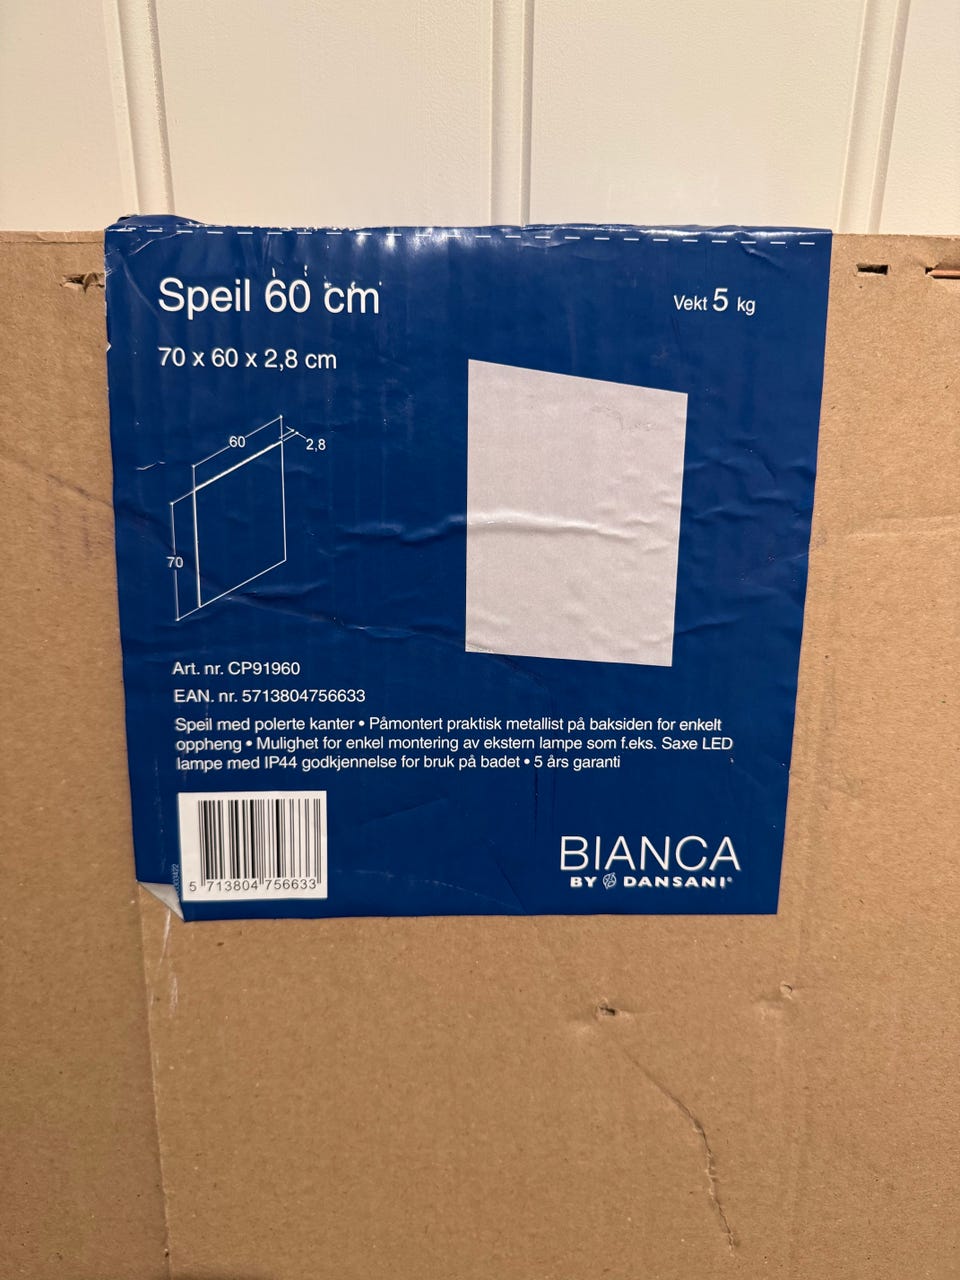 Speil 60 cm
Vekt 5 kg
70 x 60 x 2,8 cm
60
2,8
70
Art. nr. CP91960
EAN. nr. 5713804756633
Speil med polerte kanter • Påmontert praktisk metallist på baksiden for enkelt
oppheng • Mulighet for enkel montering av ekstern lampe som f.eks. Saxe LED
lampe med IP44 godkjennelse for bruk på badet • 5 års garanti
5 713804 756633
BIANCA
BY DANSANI®